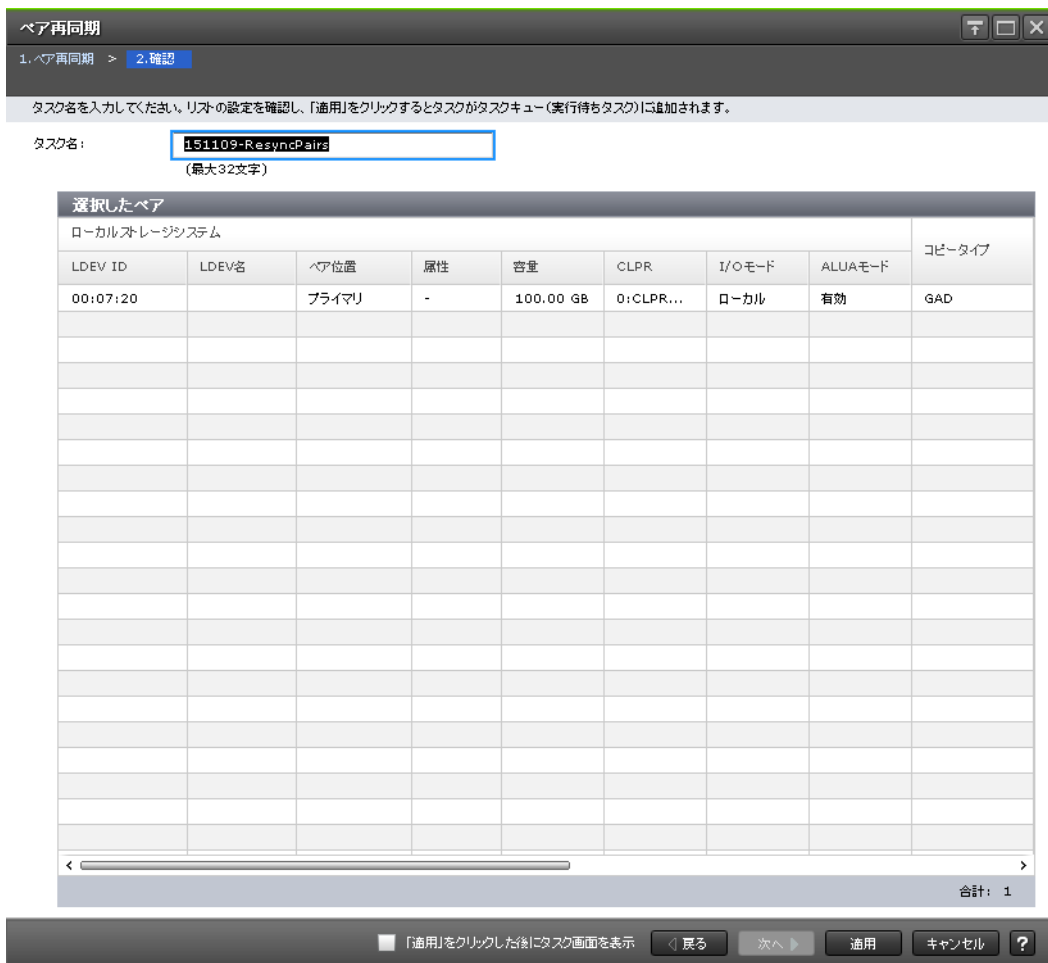 ペア再同期
1.ペア再同期 > 2.確認
タスク名を入力してください。リストの設定を確認し、「適用」をクリックするとタスクがタスクキュー(実行待ちタスク)に追加されます。
タスク名: 151109-ResyncPairs
(最大32文字)
選択したペア
ローカルストレージシステム コピータイプ
LDEV ID LDEV名 ペア位置 属性 容量 CLPR I/Oモード ALUAモード
00:07:20 プライマリ - 100.00 GB 0:CLPR... ローカル 有効 GAD
合計: 1
「適用」をクリックした後にタスク画面を表示 戻る 次へ 適用 キャンセル ?